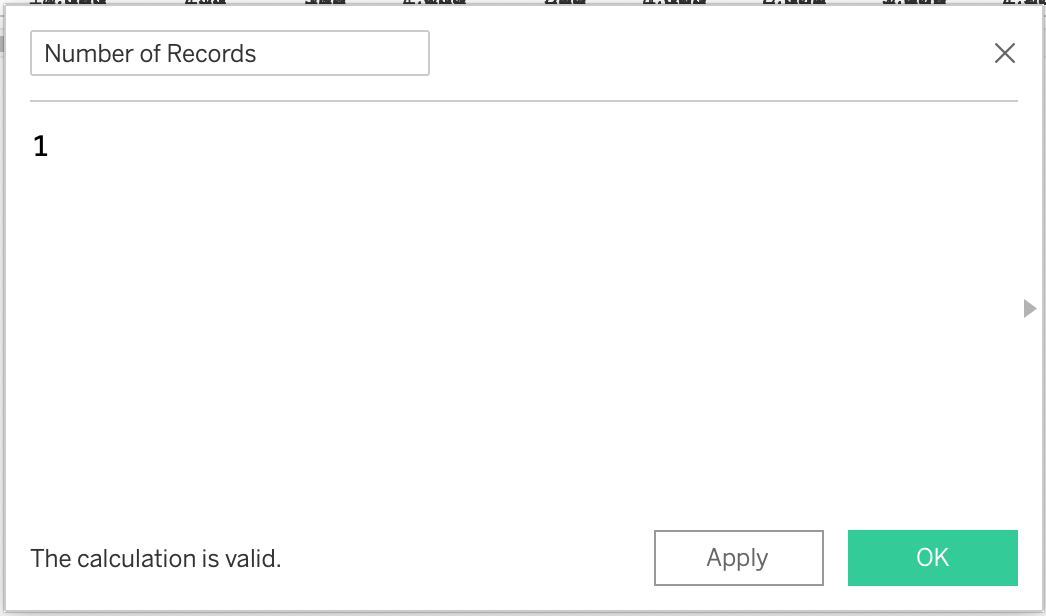 Number of Records
1
The calculation is valid.
Apply
OK